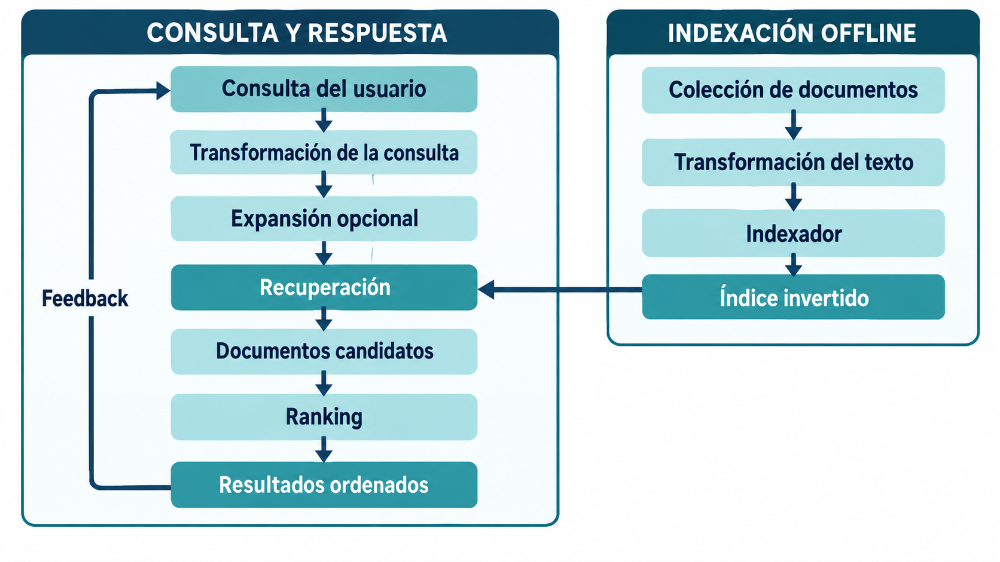 CONSULTA Y RESPUESTA
Consulta del usuario
Transformación de la consulta
Expansión opcional
Recuperación
Documentos candidatos
Ranking
Resultados ordenados
Feedback
INDEXACIÓN OFFLINE
Colección de documentos
Transformación del texto
Indexador
Índice invertido